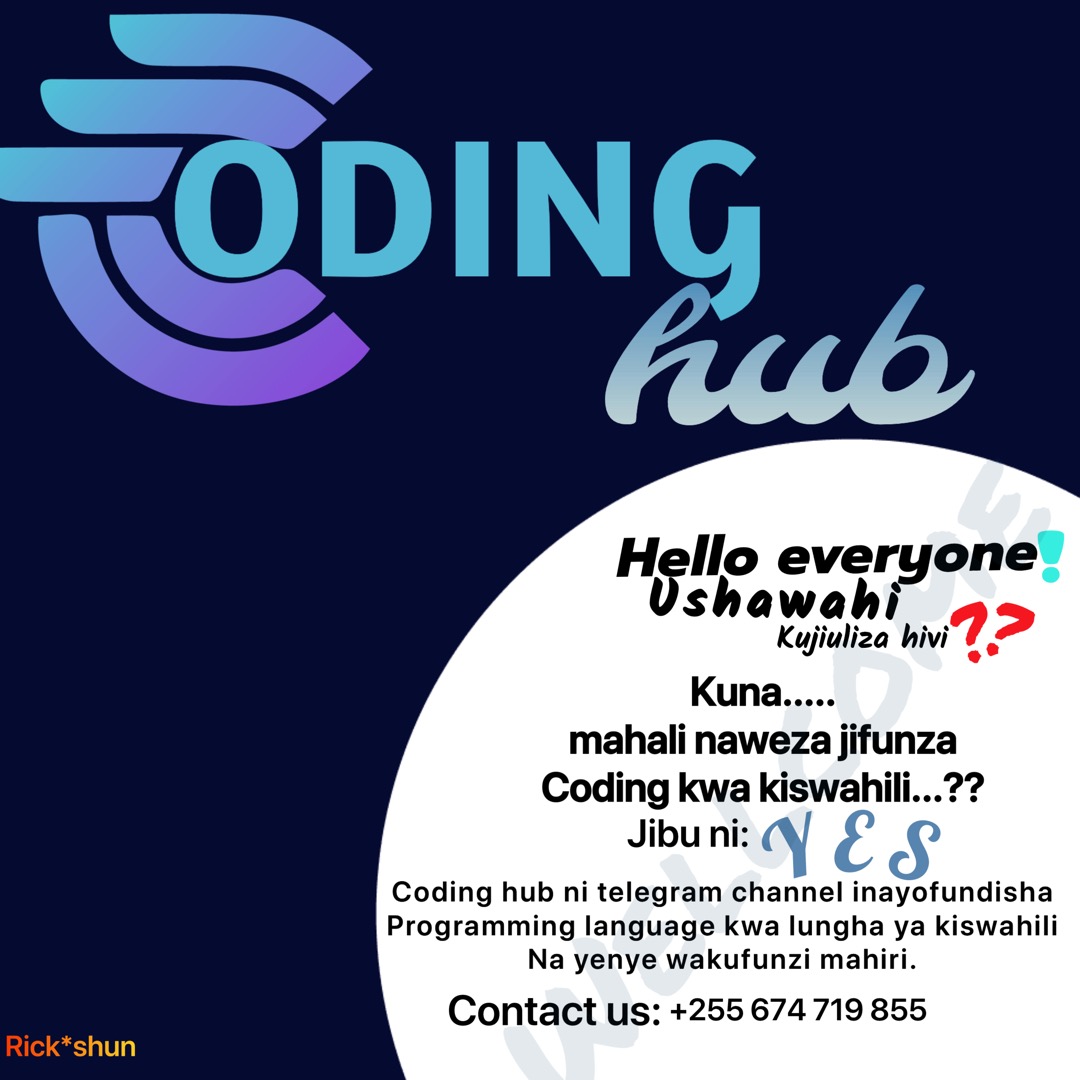 CODING
hub
WELLCOME
Hello everyone!
Ushawahi
Kujiuliza hivi ??
Kuna.....
mahali naweza jifunza
Coding kwa kiswahili...??
Jibu ni: YES
Coding hub ni telegram channel inayofundisha
Programming language kwa lungha ya kiswahili
Na yenye wakufunzi mahiri.
Contact us: +255 674 719 855
Rick*shun